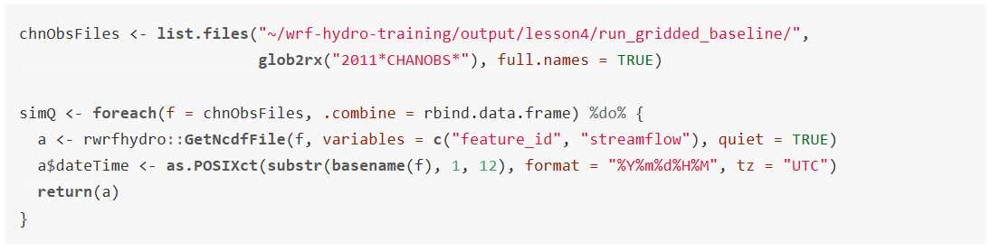 chnObsFiles <- list.files("~/wrf-hydro-training/output/lesson4/run_gridded_baseline/",
                          glob2rx("2011*CHANOBS*"), full.names = TRUE)

simQ <- foreach(f = chnObsFiles, .combine = rbind.data.frame) %do% {
  a <- rwrfhydro::GetNcdfFile(f, variables = c("feature_id", "streamflow"), quiet = TRUE)
  a$dateTime <- as.POSIXct(substr(basename(f), 1, 12), format = "%Y%m%d%H%M", tz = "UTC")
  return(a)
}